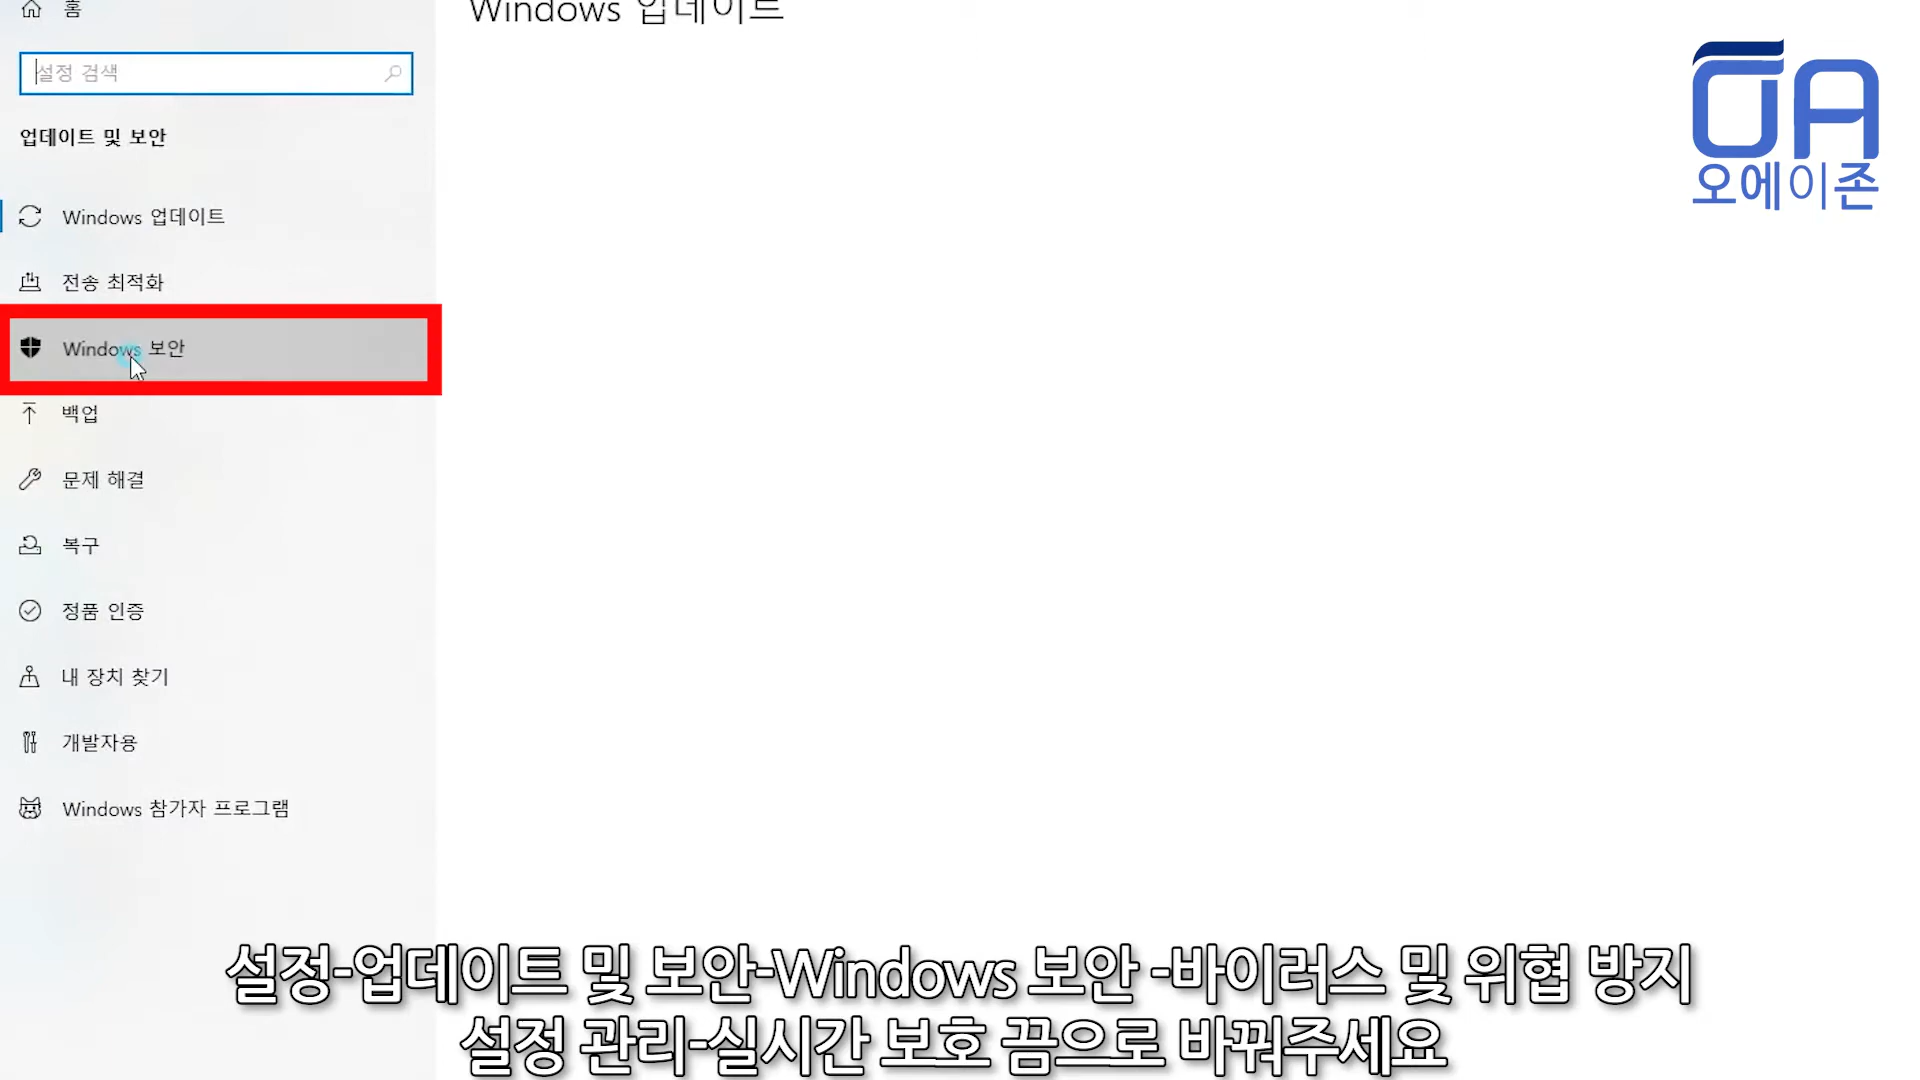 홈
Windows 업데이트
설정 검색
업데이트 및 보안
Windows 업데이트
전송 최적화
Windows 보안
백업
문제 해결
복구
정품 인증
내 장치 찾기
개발자용
Windows 참가자 프로그램
OA
오에이존
설정-업데이트 및 보안-Windows 보안 -바이러스 및 위협 방지
설정 관리-실시간 보호 끔으로 바꿔주세요